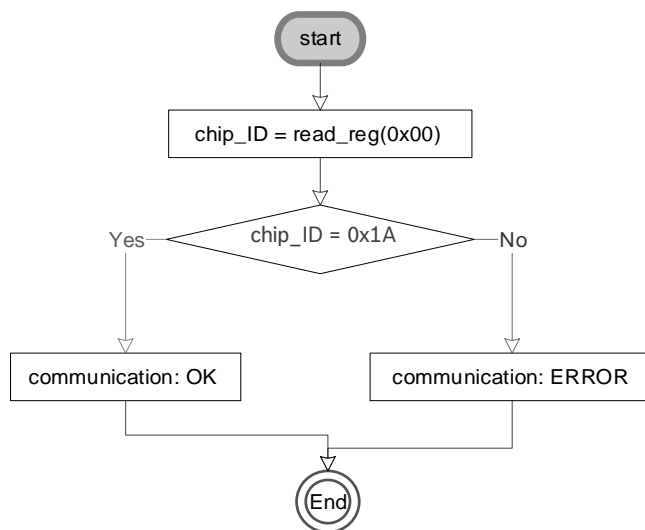 start
chip_ID = read_reg(0x00)
chip_ID = 0x1A
Yes
No
communication: OK
communication: ERROR
End